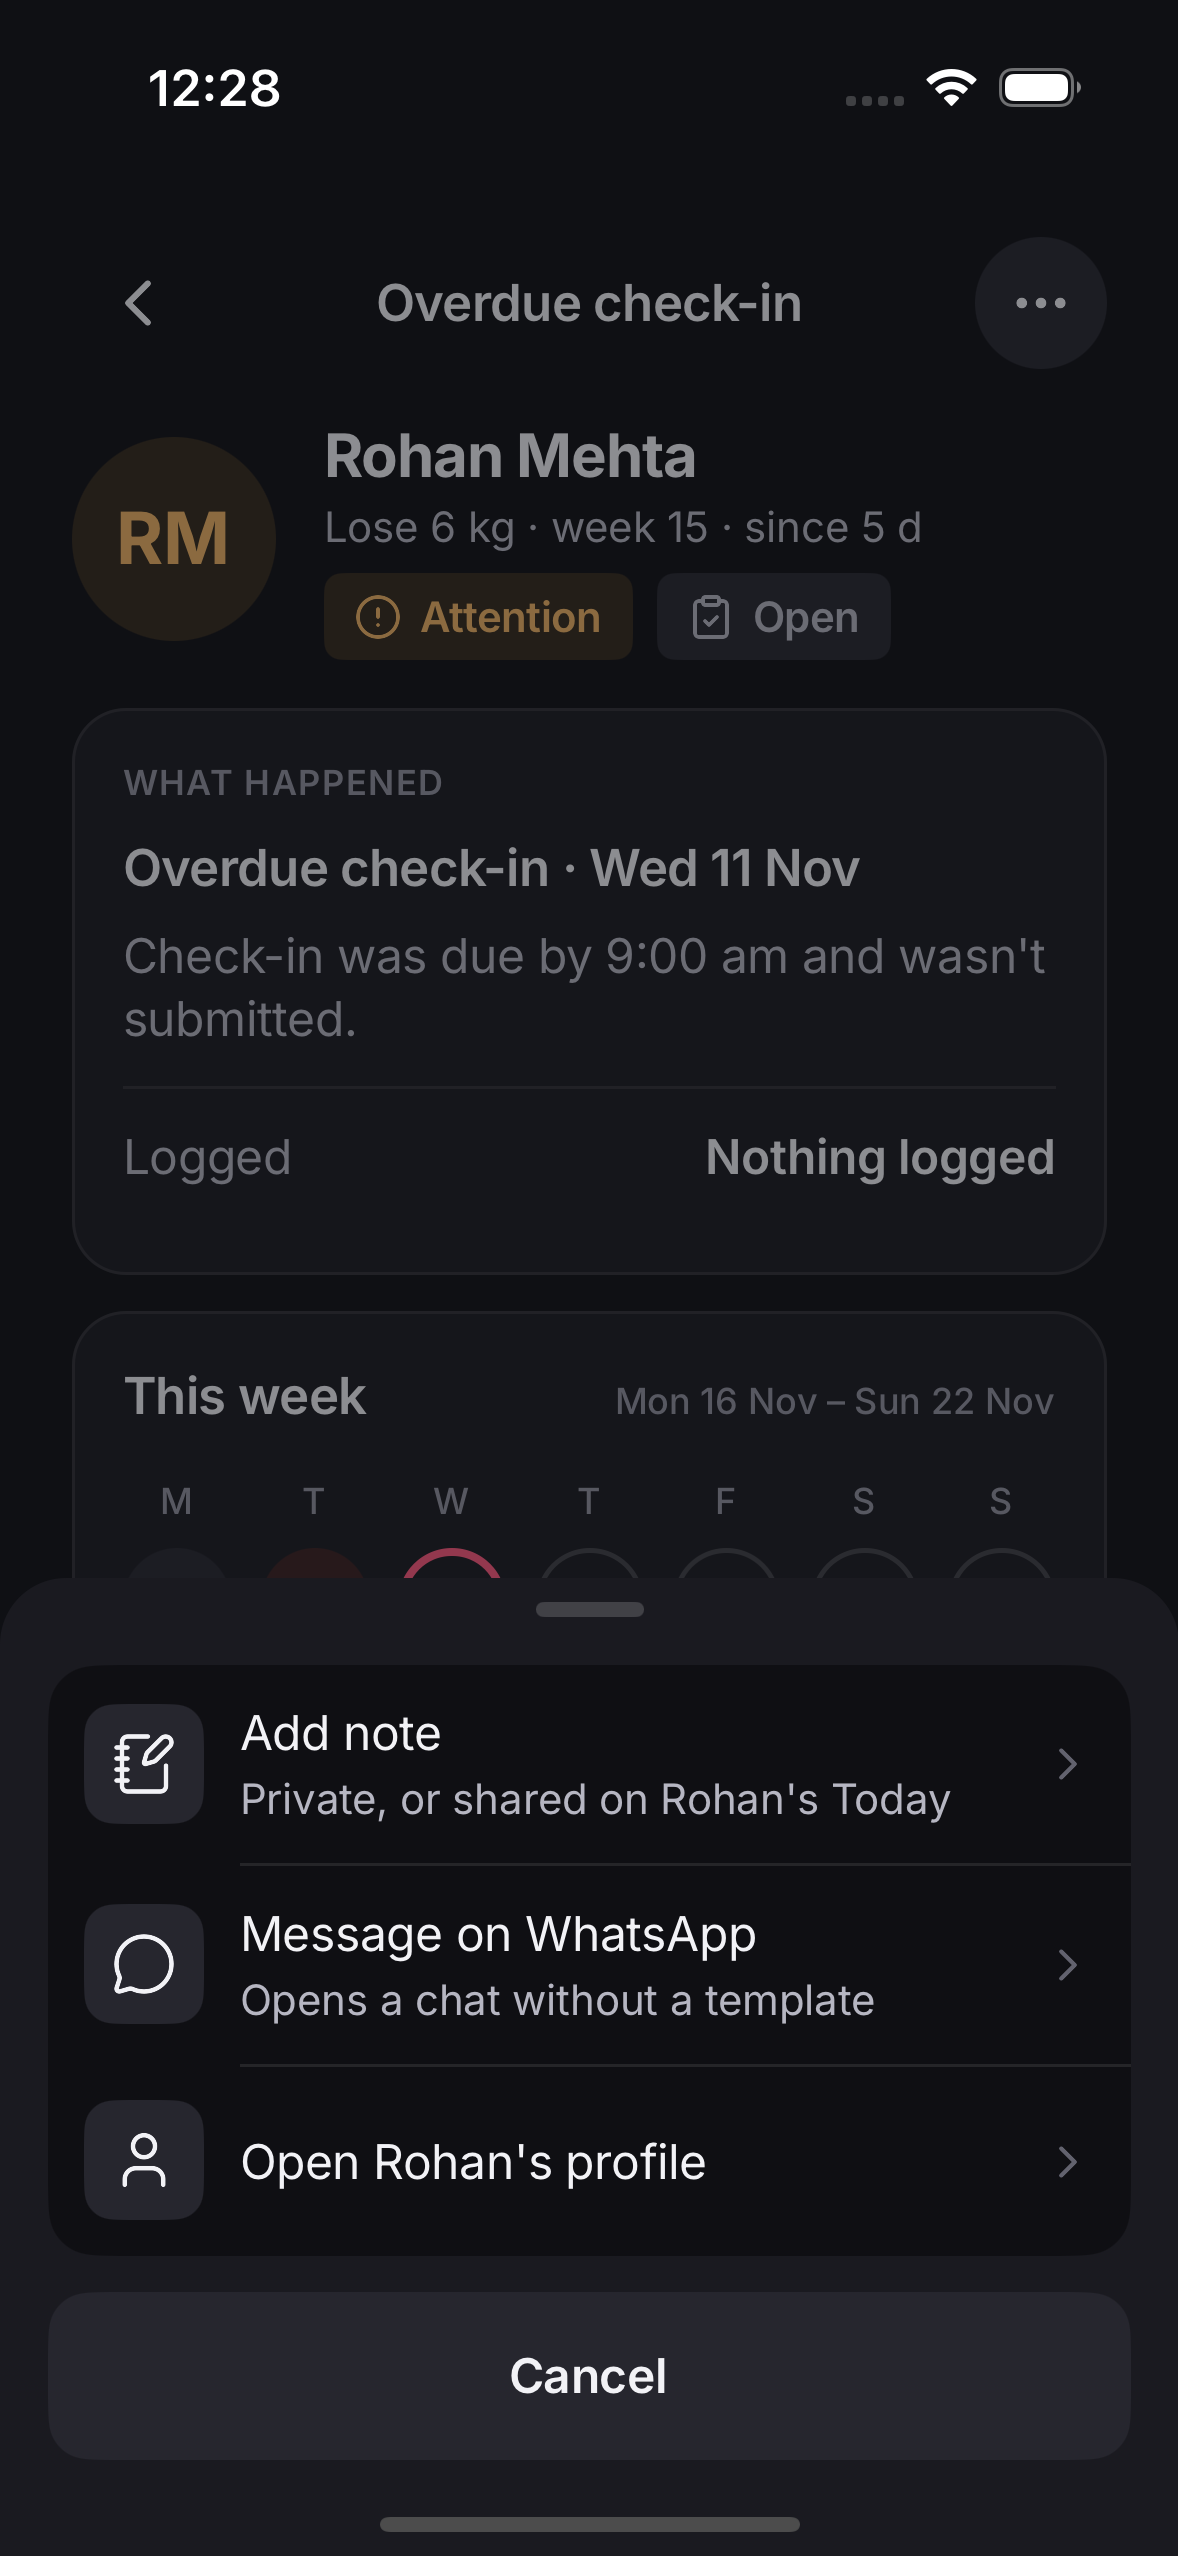 12:28
Overdue check-in
RM
Rohan Mehta
Lose 6 kg · week 15 · since 5 d
Attention
Open
WHAT HAPPENED
Overdue check-in · Wed 11 Nov
Check-in was due by 9:00 am and wasn't
submitted.
Logged
Nothing logged
This week
Mon 16 Nov – Sun 22 Nov
M T W T F S S
Add note
Private, or shared on Rohan's Today
Message on WhatsApp
Opens a chat without a template
Open Rohan's profile
Cancel